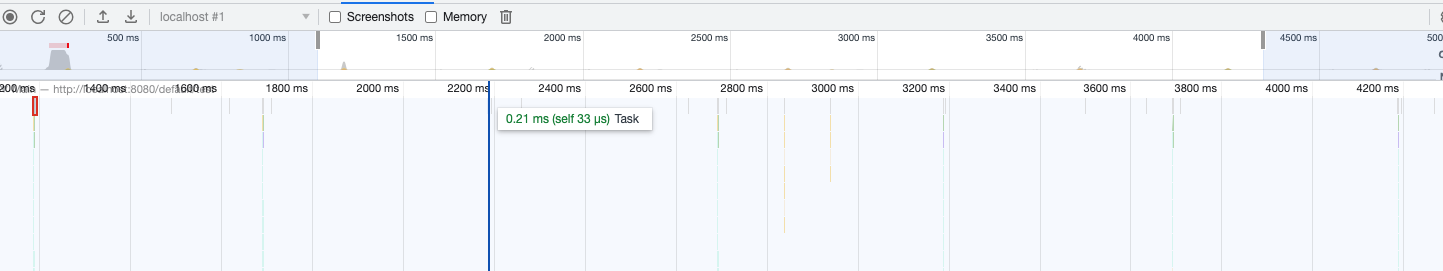 localhost #1 Screenshots Memory
500 ms 1000 ms 1500 ms 2000 ms 2500 ms 3000 ms 3500 ms 4000 ms 4500 ms 500
Main — http://localhost:8080/default/test
200 ms 1400 ms 1600 ms 1800 ms 2000 ms 2200 ms 2400 ms 2600 ms 2800 ms 3000 ms 3200 ms 3400 ms 3600 ms 3800 ms 4000 ms 4200 ms
0.21 ms (self 33 μs) Task